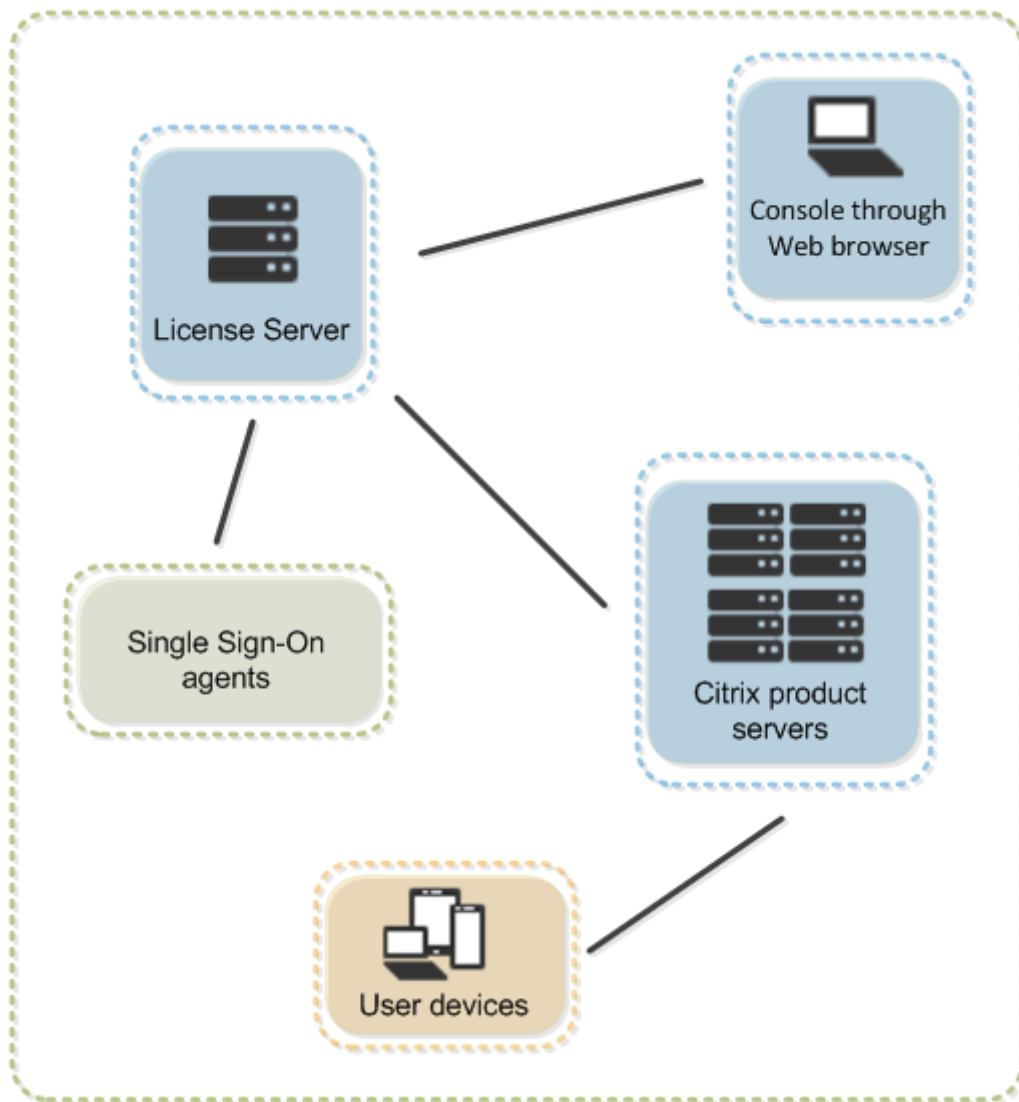 Console through
Web browser
License Server
Single Sign-On
agents
Citrix product
servers
User devices